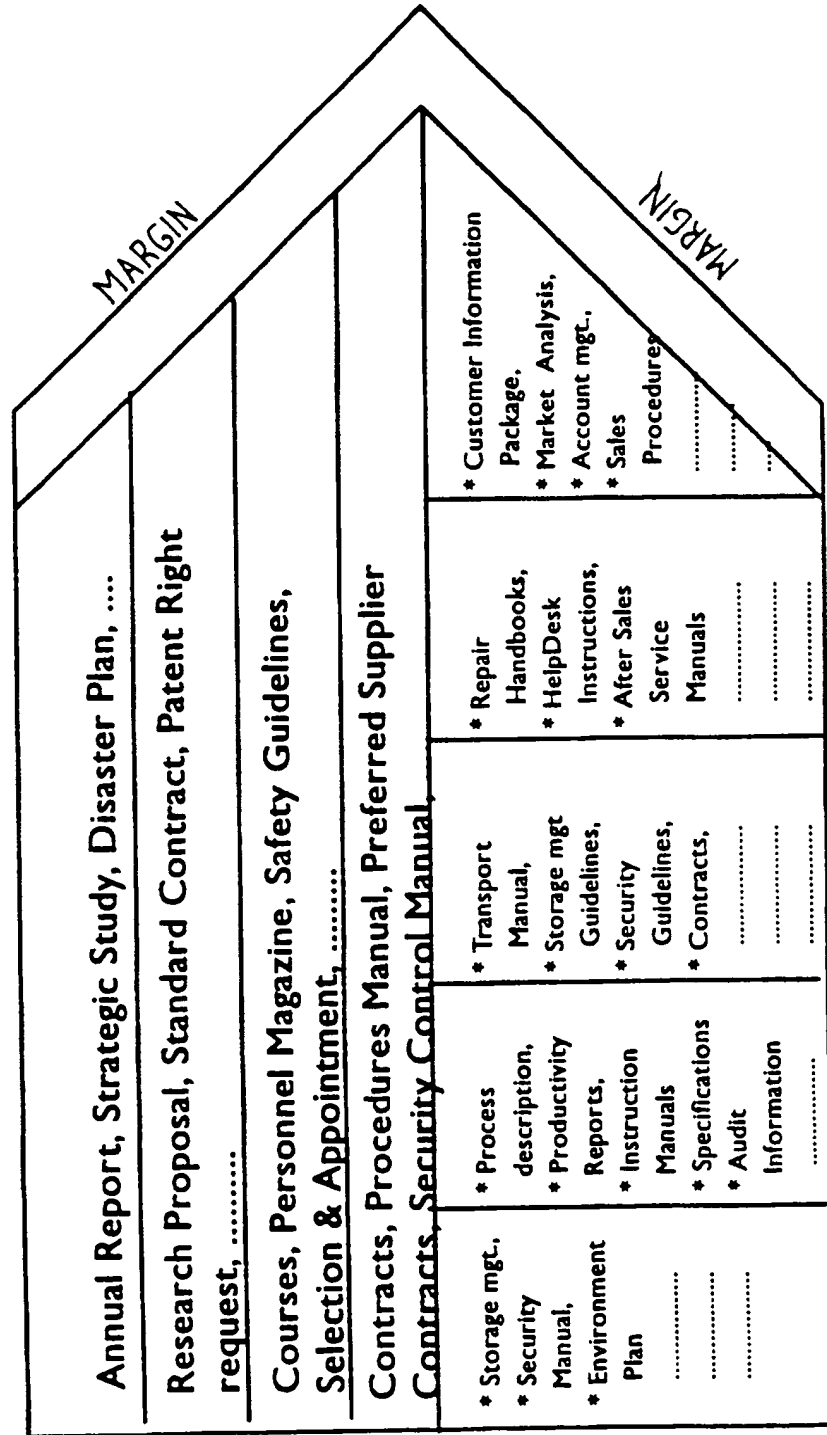 MARGIN
Annual Report, Strategic Study, Disaster Plan, ....
Research Proposal, Standard Contract, Patent Right
request, ..........
Courses, Personnel Magazine, Safety Guidelines,
Selection & Appointment, .........
Contracts, Procedures Manual, Preferred Supplier
Contracts, Security Control Manual,
* Storage mgt.,
* Security
Manual,
* Environment
Plan
...............
...............
...............
* Process
description,
* Productivity
Reports,
* Instruction
Manuals
* Specifications
* Audit
Information
...............
* Transport
Manual,
* Storage mgt
Guidelines,
* Security
Guidelines,
* Contracts,
...............
...............
...............
* Repair
Handbooks,
* HelpDesk
Instructions,
* After Sales
Service
Manuals
...............
...............
...............
* Customer Information
Package,
* Market Analysis,
* Account mgt.,
* Sales
Procedures
...............
.........
.....
MARGIN